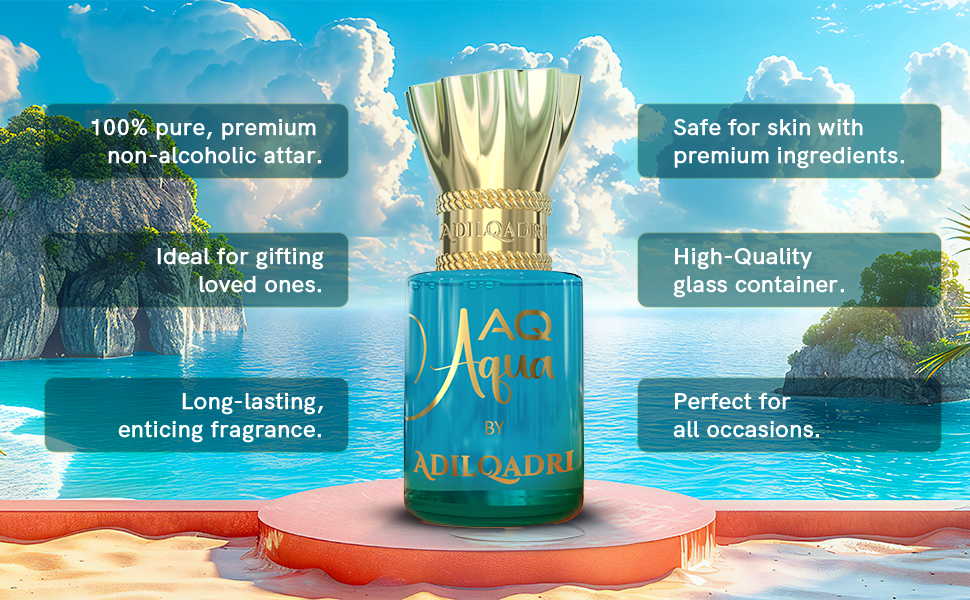 100% pure, premium
non-alcoholic attar.
Ideal for gifting
loved ones.
Long-lasting,
enticing fragrance.
ADILQADRI
AQ
Aqua
BY
ADILQADRI
Safe for skin with
premium ingredients.
High-Quality
glass container.
Perfect for
all occasions.